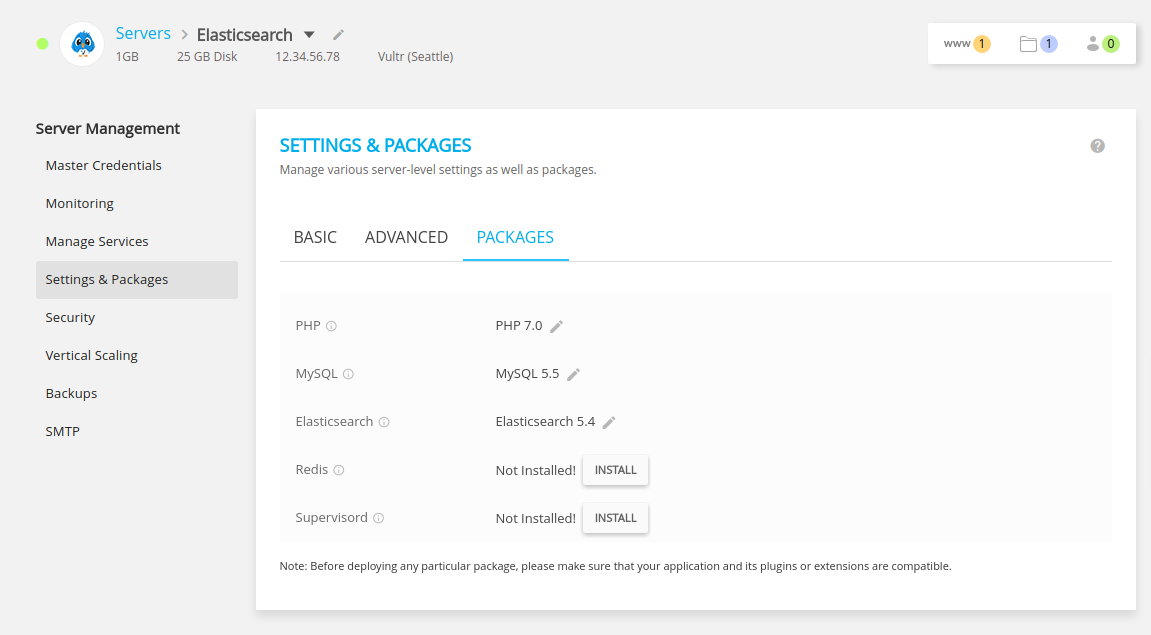 Servers > Elasticsearch
1GB 25 GB Disk 12.34.56.78 Vultr (Seattle)
www 1 1 0
Server Management
Master Credentials
Monitoring
Manage Services
Settings & Packages
Security
Vertical Scaling
Backups
SMTP
SETTINGS & PACKAGES
Manage various server-level settings as well as packages.
BASIC ADVANCED PACKAGES
PHP PHP 7.0
MySQL MySQL 5.5
Elasticsearch Elasticsearch 5.4
Redis Not Installed! INSTALL
Supervisord Not Installed! INSTALL
Note: Before deploying any particular package, please make sure that your application and its plugins or extensions are compatible.